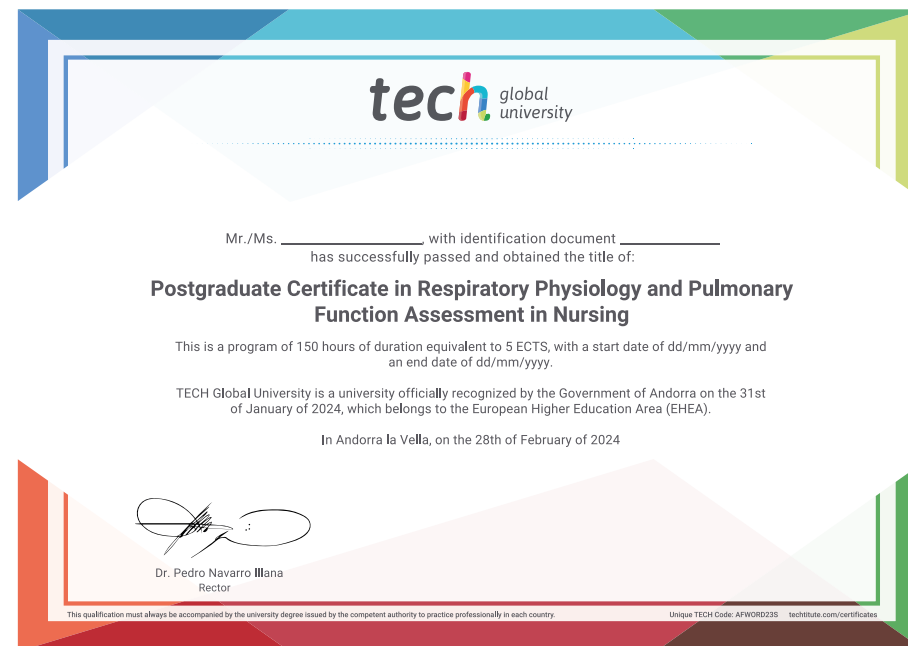 tech global university
Mr./Ms. ________________, with identification document ____________
has successfully passed and obtained the title of:
Postgraduate Certificate in Respiratory Physiology and Pulmonary
Function Assessment in Nursing
This is a program of 150 hours of duration equivalent to 5 ECTS, with a start date of dd/mm/yyyy and
an end date of dd/mm/yyyy.
TECH Global University is a university officially recognized by the Government of Andorra on the 31st
of January of 2024, which belongs to the European Higher Education Area (EHEA).
In Andorra la Vella, on the 28th of February of 2024
Dr. Pedro Navarro Illana
Rector
This qualification must always be accompanied by the university degree issued by the competent authority to practice professionally in each country. Unique TECH Code: AFWORD23S techtitute.com/certificates